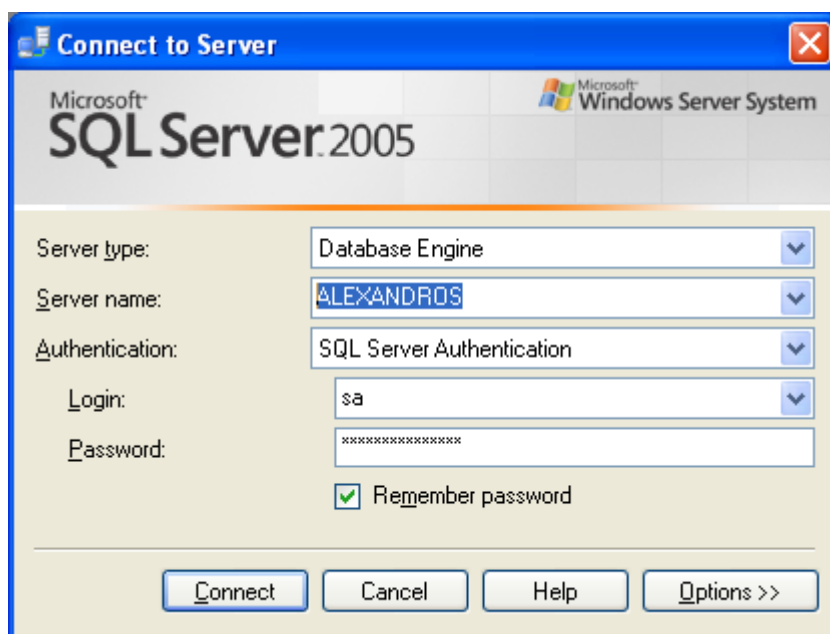 Connect to Server
Microsoft
SQL Server 2005
Microsoft
Windows Server System
Server type: Database Engine
Server name: ALEXANDROS
Authentication: SQL Server Authentication
Login: sa
Password: ***************
Remember password
Connect Cancel Help Options >>